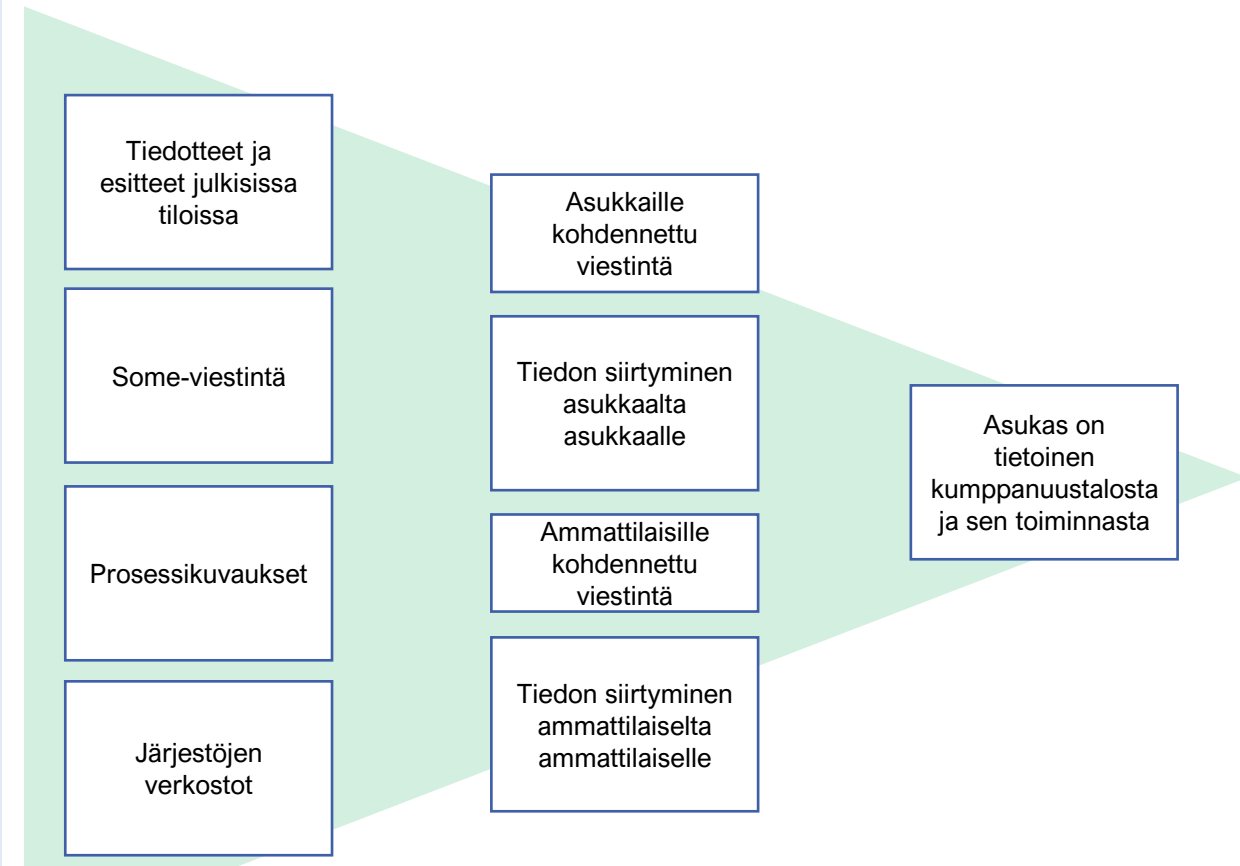 Tiedotteet ja
esitteet julkisissa
tiloissa
Some-viestintä
Prosessikuvaukset
Järjestöjen
verkostot
Asukkaille
kohdennettu
viestintä
Tiedon siirtyminen
asukkaalta
asukkaalle
Ammattilaisille
kohdennettu
viestintä
Tiedon siirtyminen
ammattilaiselta
ammattilaiselle
Asukas on
tietoinen
kumppanuustalosta
ja sen toiminnasta